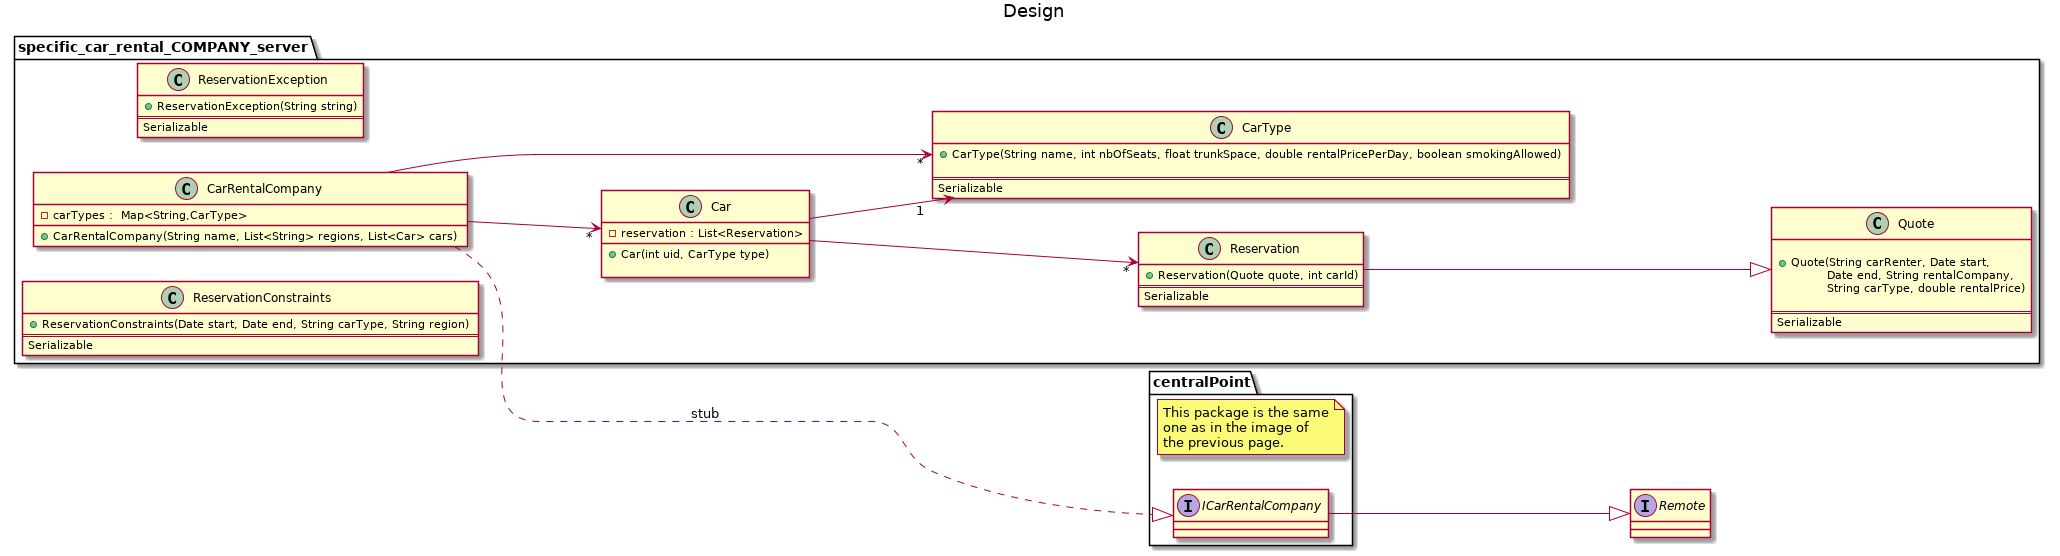 Design
specific_car_rental_COMPANY_server
C ReservationException
ReservationException(String string)
Serializable
C CarType
CarType(String name, int nbOfSeats, float trunkSpace, double rentalPricePerDay, boolean smokingAllowed)
Serializable
*
C CarRentalCompany
carTypes :  Map<String,CarType>
CarRentalCompany(String name, List<String> regions, List<Car> cars)
*
C Car
reservation : List<Reservation>
Car(int uid, CarType type)
1
*
C Reservation
Reservation(Quote quote, int carId)
Serializable
C Quote
Quote(String carRenter, Date start,
Date end, String rentalCompany,
String carType, double rentalPrice)
Serializable
C ReservationConstraints
ReservationConstraints(Date start, Date end, String carType, String region)
Serializable
stub
centralPoint
This package is the same
one as in the image of
the previous page.
I ICarRentalCompany
I Remote